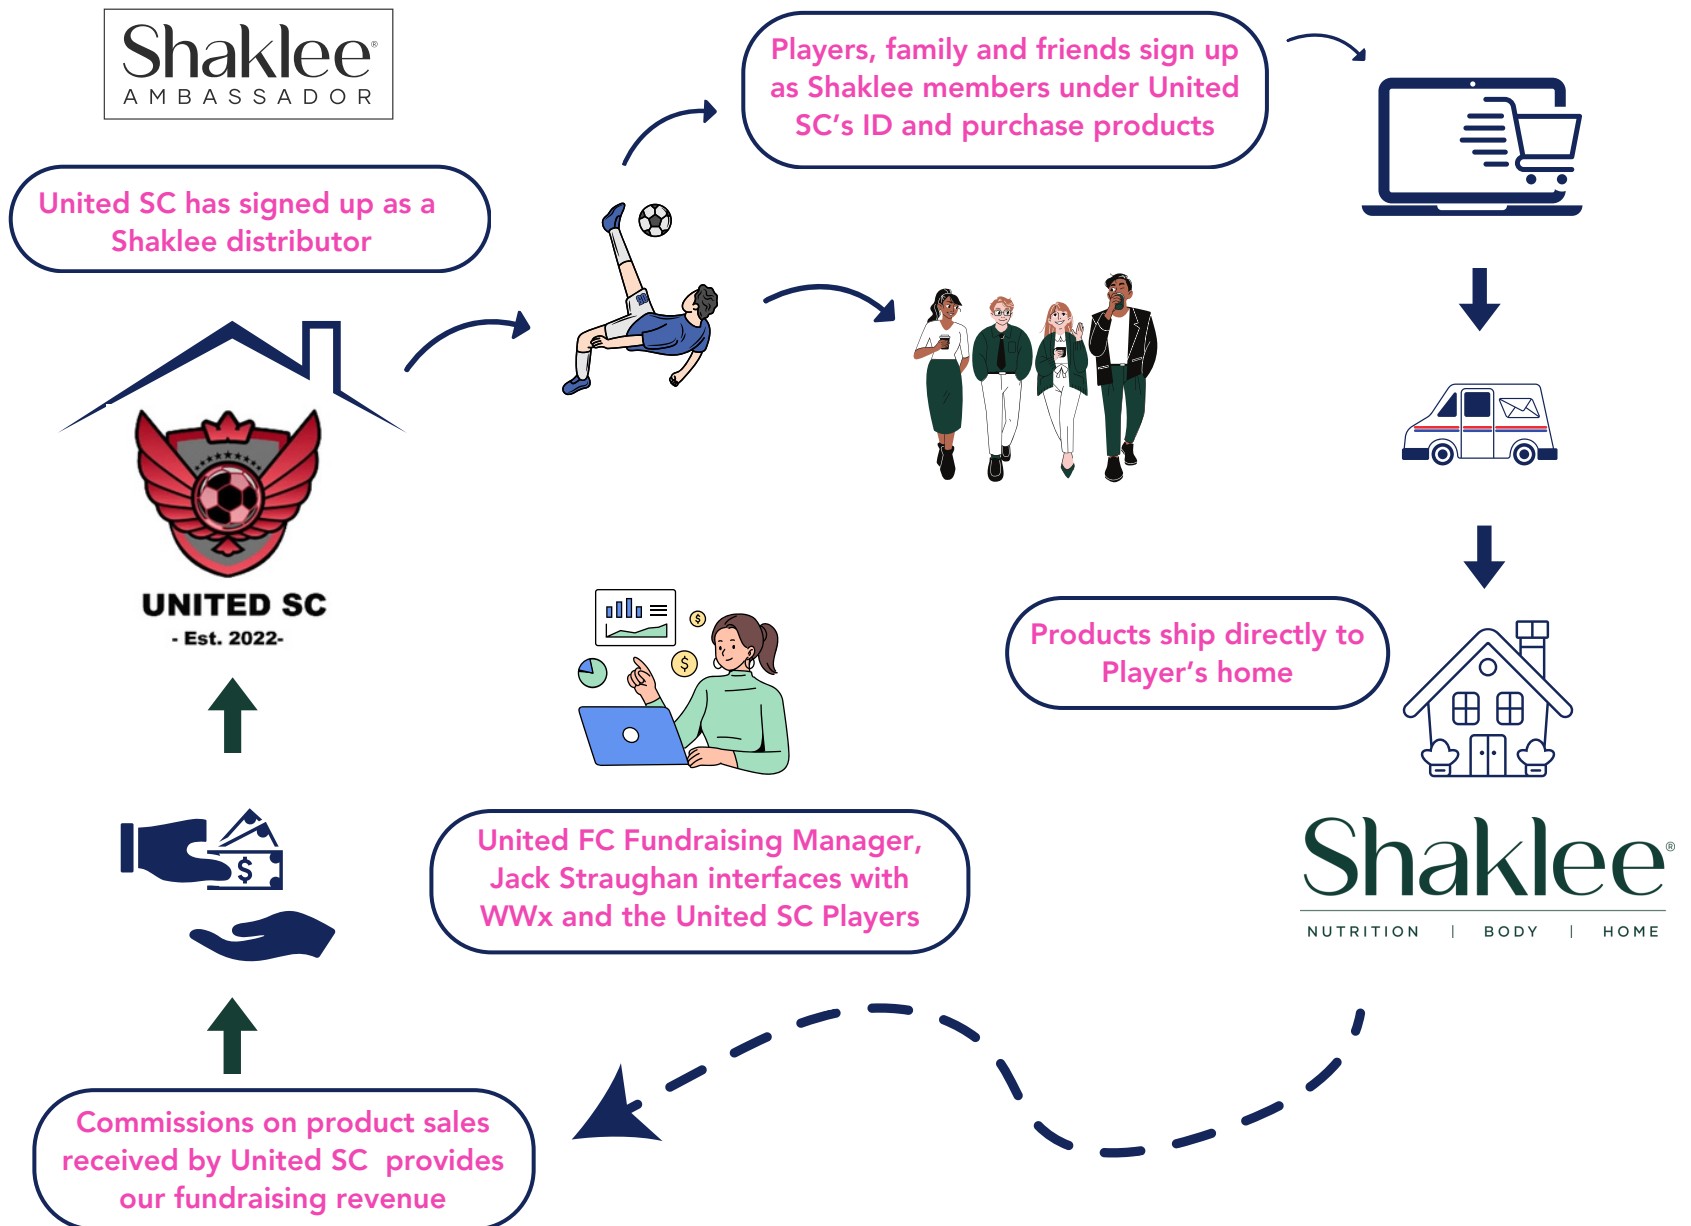 Shaklee®
AMBASSADOR
United SC has signed up as a
Shaklee distributor
Players, family and friends sign up
as Shaklee members under United
SC’s ID and purchase products
UNITED SC
- Est. 2022-
$
$
Products ship directly to
Player’s home
United FC Fundraising Manager,
Jack Straughan interfaces with
WWx and the United SC Players
$
Shaklee®
NUTRITION | BODY | HOME
Commissions on product sales
received by United SC  provides
our fundraising revenue